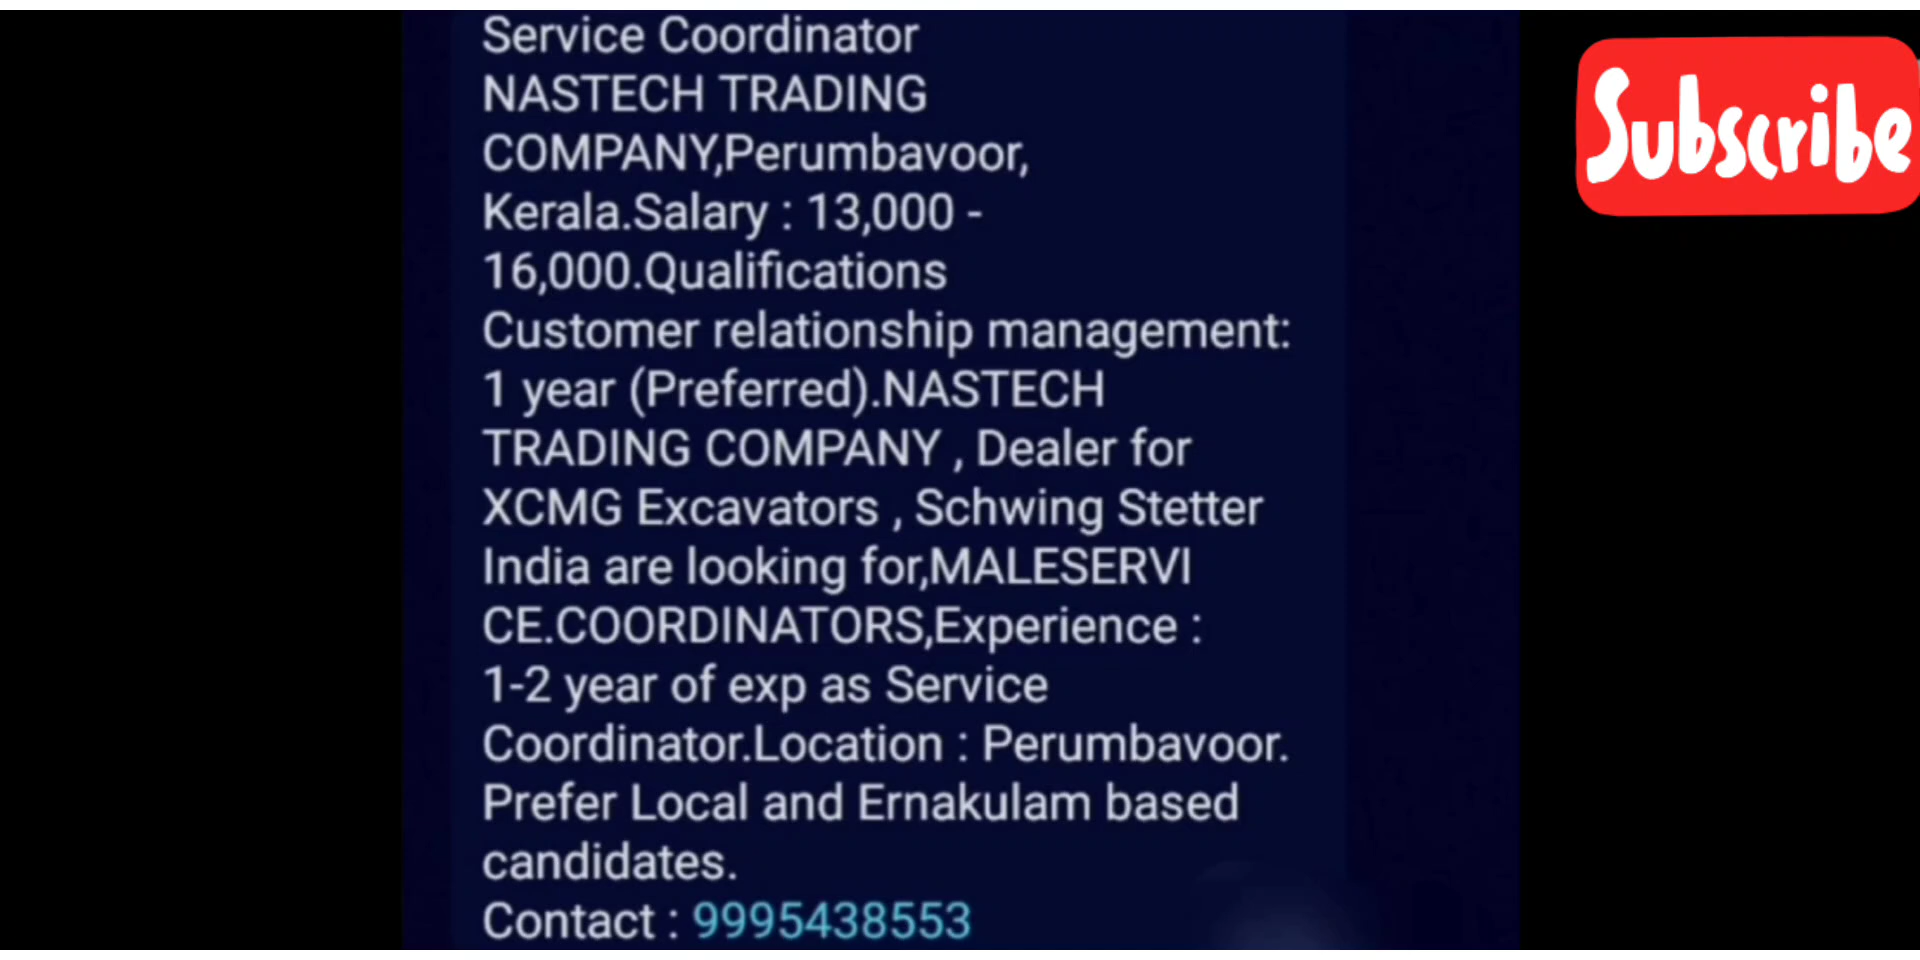 Service Coordinator
NASTECH TRADING
COMPANY,Perumbavoor,
Kerala.Salary : 13,000 -
16,000.Qualifications
Customer relationship management:
1 year (Preferred).NASTECH
TRADING COMPANY , Dealer for
XCMG Excavators , Schwing Stetter
India are looking for,MALESERVI
CE.COORDINATORS,Experience :
1-2 year of exp as Service
Coordinator.Location : Perumbavoor.
Prefer Local and Ernakulam based
candidates.
Contact : 9995438553
Subscribe